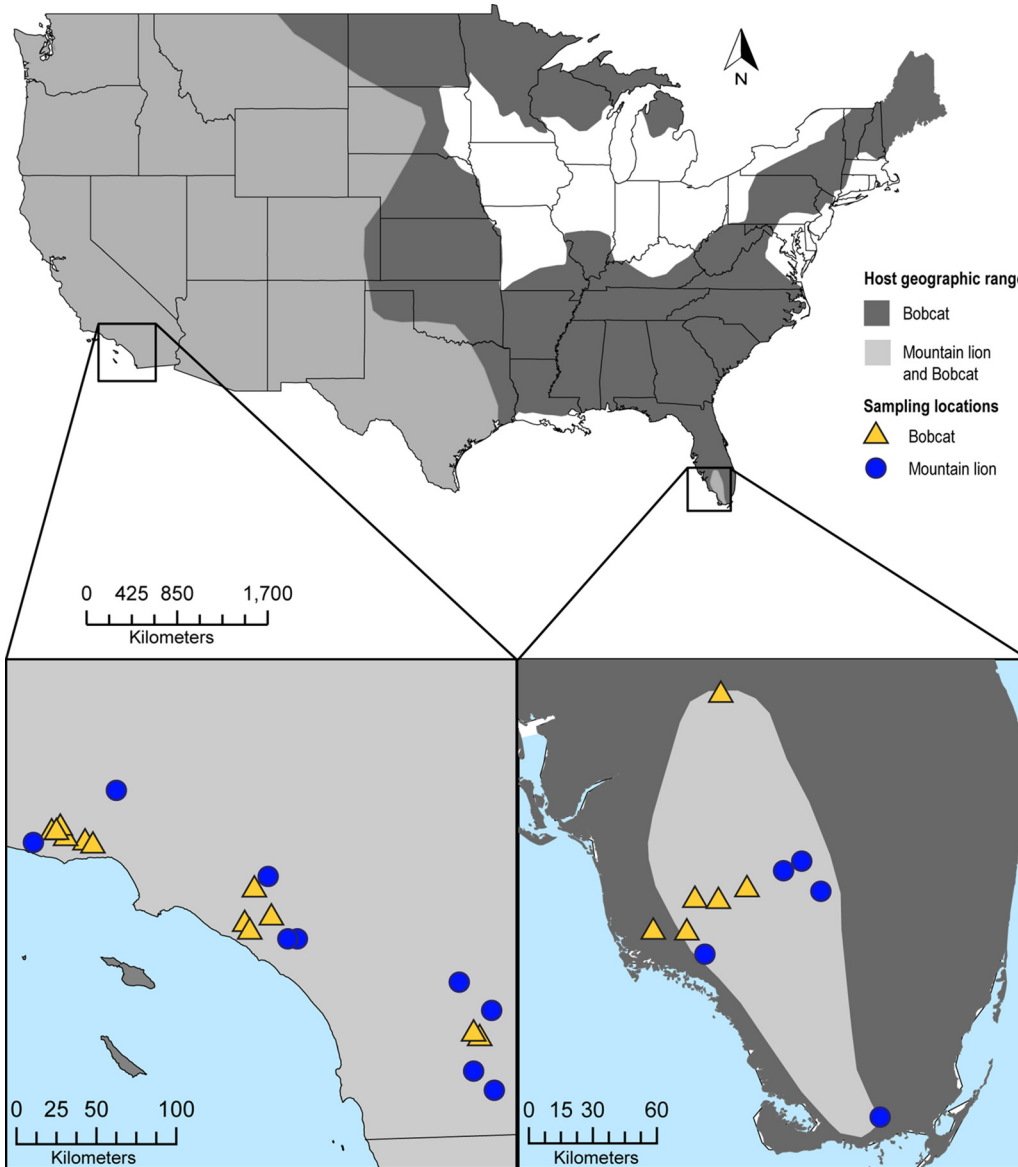 N
Host geographic range
Bobcat
Mountain lion
and Bobcat
Sampling locations
Bobcat
Mountain lion
0 425 850 1,700
Kilometers
0 25 50 100
Kilometers
0 15 30 60
Kilometers